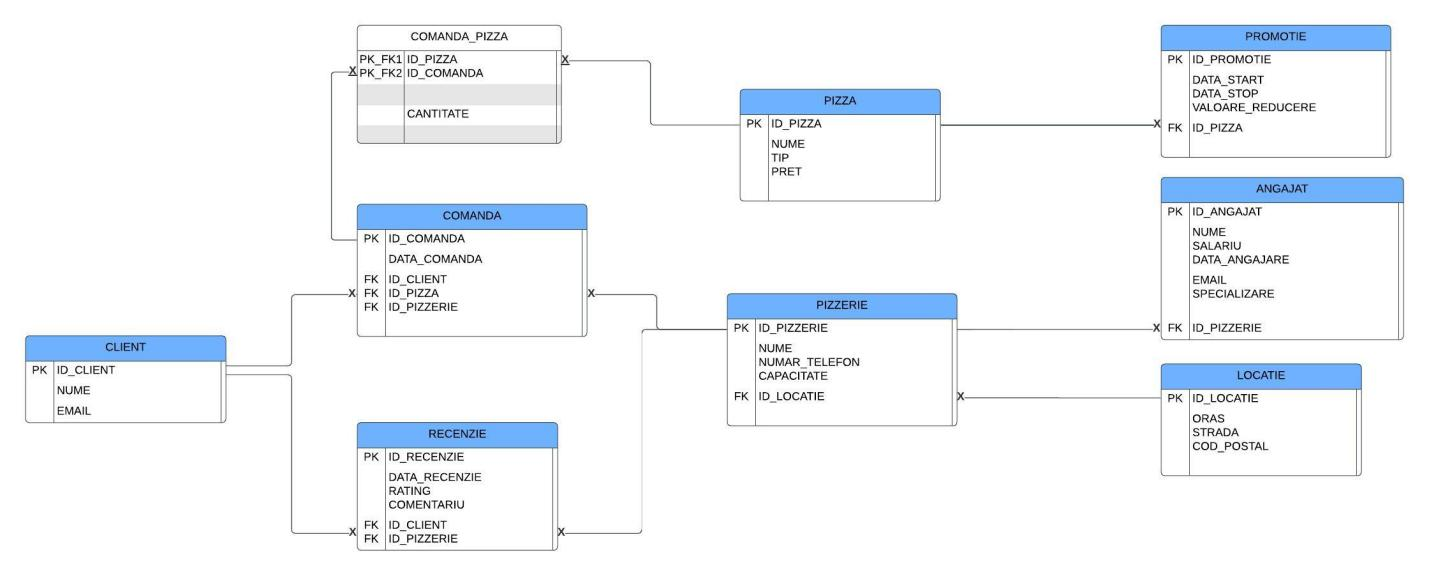 COMANDA_PIZZA
PK_FK1 ID_PIZZA
X PK_FK2 ID_COMANDA
X
CANTITATE
PIZZA
PK ID_PIZZA
NUME
TIP
PRET
PROMOTIE
PK ID_PROMOTIE
DATA_START
DATA_STOP
VALOARE_REDUCERE
X FK ID_PIZZA
ANGAJAT
PK ID_ANGAJAT
NUME
SALARIU
DATA_ANGAJARE
EMAIL
SPECIALIZARE
X FK ID_PIZZERIE
COMANDA
PK ID_COMANDA
DATA_COMANDA
FK ID_CLIENT
X FK ID_PIZZA X
FK ID_PIZZERIE
PIZZERIE
PK ID_PIZZERIE
NUME
NUMAR_TELEFON
CAPACITATE
FK ID_LOCATIE X
LOCATIE
PK ID_LOCATIE
ORAS
STRADA
COD_POSTAL
CLIENT
PK ID_CLIENT
NUME
EMAIL
RECENZIE
PK ID_RECENZIE
DATA_RECENZIE
RATING
COMENTARIU
FK ID_CLIENT
X FK ID_PIZZERIE X